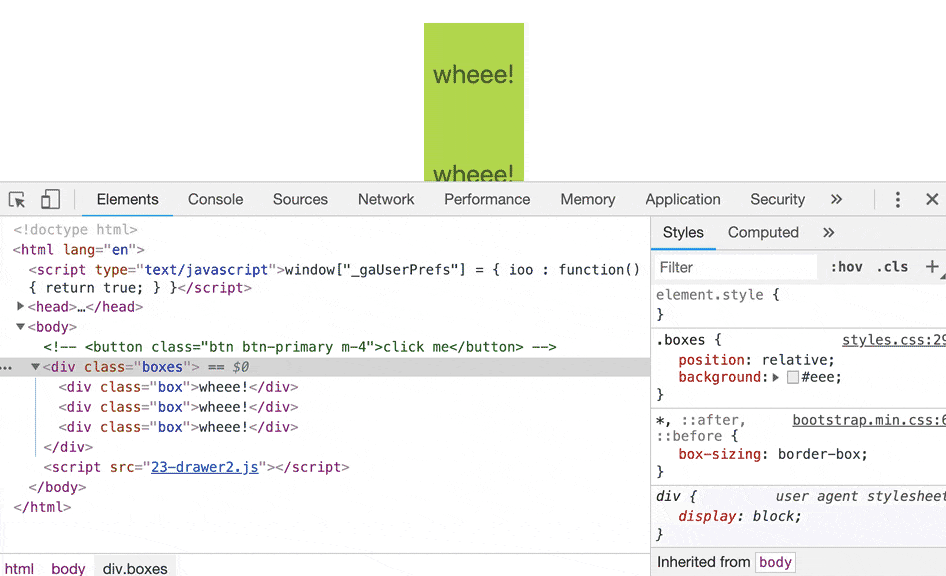 wheee!
wheee!
Elements Console Sources Network Performance Memory Application Security »
<!doctype html>
<html lang="en">
<script type="text/javascript">window["_gaUserPrefs"] = { ioo : function()
{ return true; } }</script>
<head>…</head>
<body>
<!-- <button class="btn btn-primary m-4">click me</button> -->
<div class="boxes"> == $0
<div class="box">wheee!</div>
<div class="box">wheee!</div>
<div class="box">wheee!</div>
</div>
<script src="23-drawer2.js"></script>
</body>
</html>
html body div.boxes
Styles Computed »
Filter :hov .cls +
element.style {
}
.boxes { styles.css:29
position: relative;
background: #eee;
}
*, ::after, bootstrap.min.css:6
::before {
box-sizing: border-box;
}
div { user agent stylesheet
display: block;
}
Inherited from body